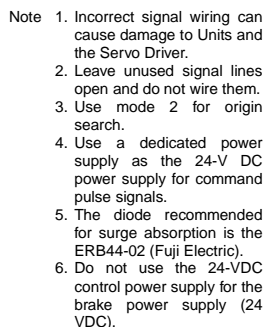 Note 1. Incorrect signal wiring can
cause damage to Units and
the Servo Driver.
2. Leave unused signal lines
open and do not wire them.
3. Use mode 2 for origin
search.
4. Use a dedicated power
supply as the 24-V DC
power supply for command
pulse signals.
5. The diode recommended
for surge absorption is the
ERB44-02 (Fuji Electric).
6. Do not use the 24-VDC
control power supply for the
brake power supply (24
VDC).